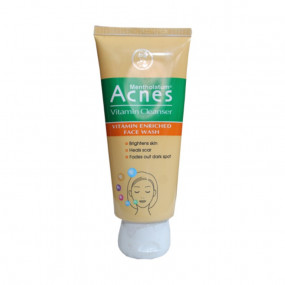 Mentholatum
Acnes
Vitamin Cleanser
VITAMIN ENRICHED
FACE WASH
Brightens skin
Heals scar
Fades out dark spot